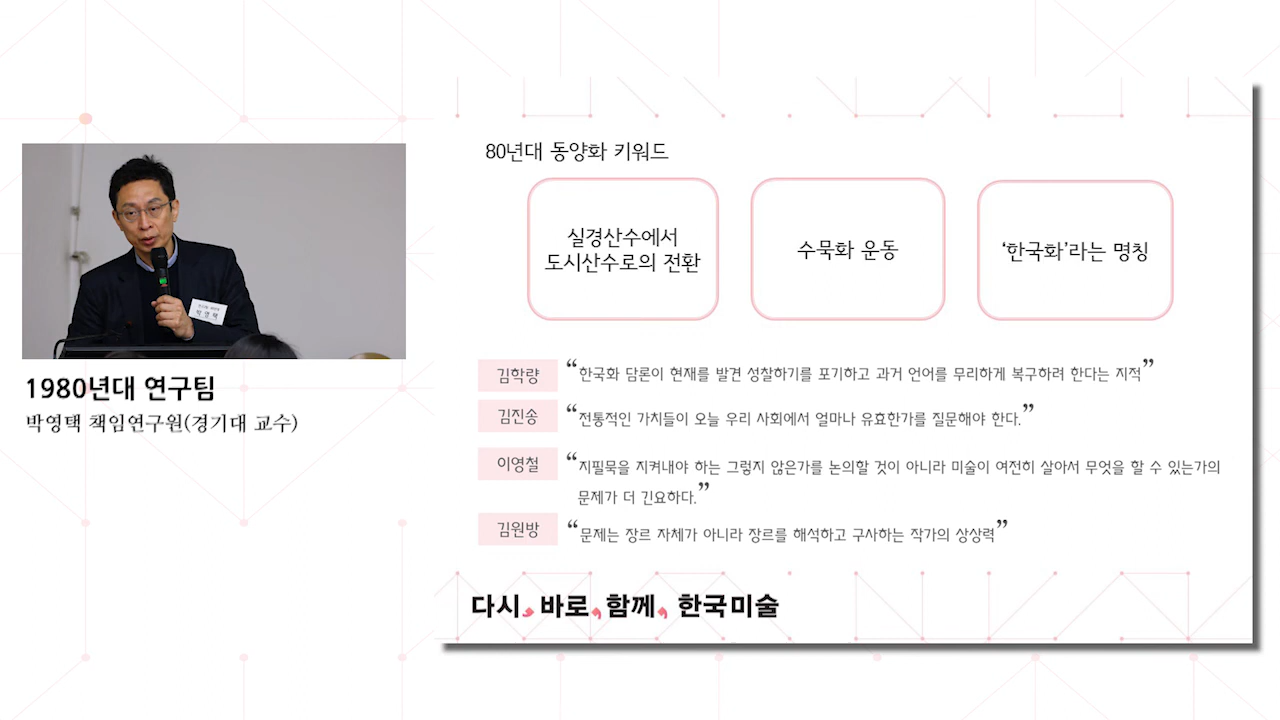 박영택
1980년대 연구팀
박영택 책임연구원(경기대 교수)
80년대 동양화 키워드
실경산수에서
도시산수로의 전환
수묵화 운동
‘한국화’라는 명칭
김학량 “한국화 담론이 현재를 발견 성찰하기를 포기하고 과거 언어를 무리하게 복구하려 한다는 지적”
김진송 “전통적인 가치들이 오늘 우리 사회에서 얼마나 유효한가를 질문해야 한다.”
이영철 “지필묵을 지켜내야 하는 그렇지 않은가를 논의할 것이 아니라 미술이 여전히 살아서 무엇을 할 수 있는가의
문제가 더 긴요하다.”
김원방 “문제는 장르 자체가 아니라 장르를 해석하고 구사하는 작가의 상상력”
다시, 바로, 함께, 한국미술